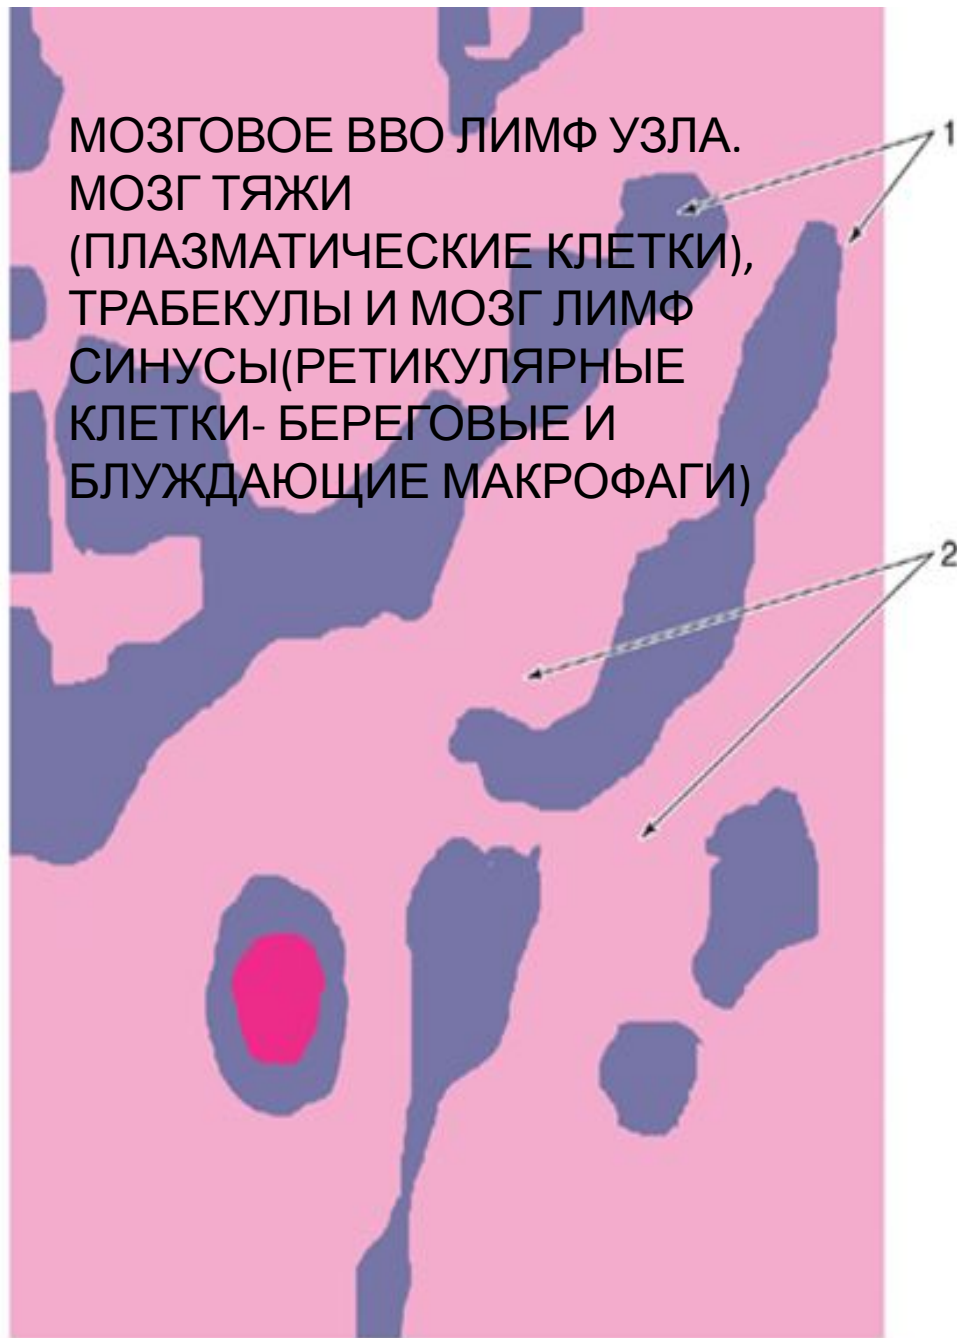 МОЗГОВОЕ ВВО ЛИМФ УЗЛА.
МОЗГ ТЯЖИ
(ПЛАЗМАТИЧЕСКИЕ КЛЕТКИ),
ТРАБЕКУЛЫ И МОЗГ ЛИМФ
СИНУСЫ(РЕТИКУЛЯРНЫЕ
КЛЕТКИ- БЕРЕГОВЫЕ И
БЛУЖДАЮЩИЕ МАКРОФАГИ)
1
2